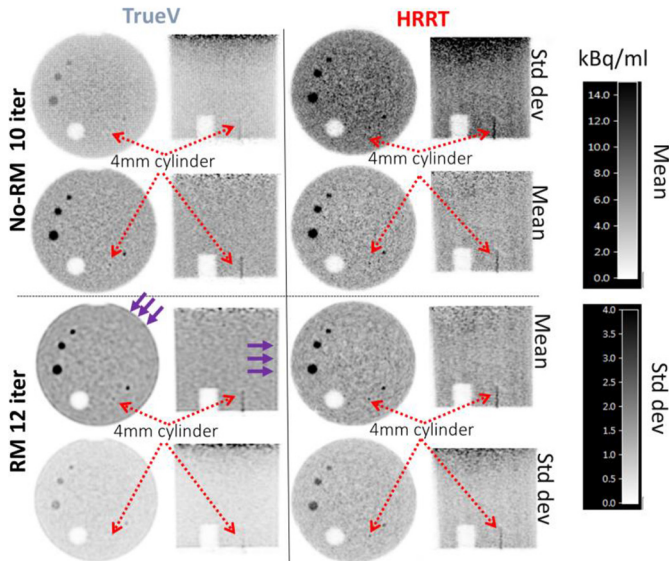 TrueV
HRRT
No-RM 10 iter
4mm cylinder
4mm cylinder
Std dev
Mean
RM 12 iter
4mm cylinder
4mm cylinder
Mean
Std dev
kBq/ml
14.0
12.0
10.0
8.0
6.0
4.0
2.0
0.0
Mean
4.0
3.5
3.0
2.5
2.0
1.5
1.0
0.5
0.0
Std dev